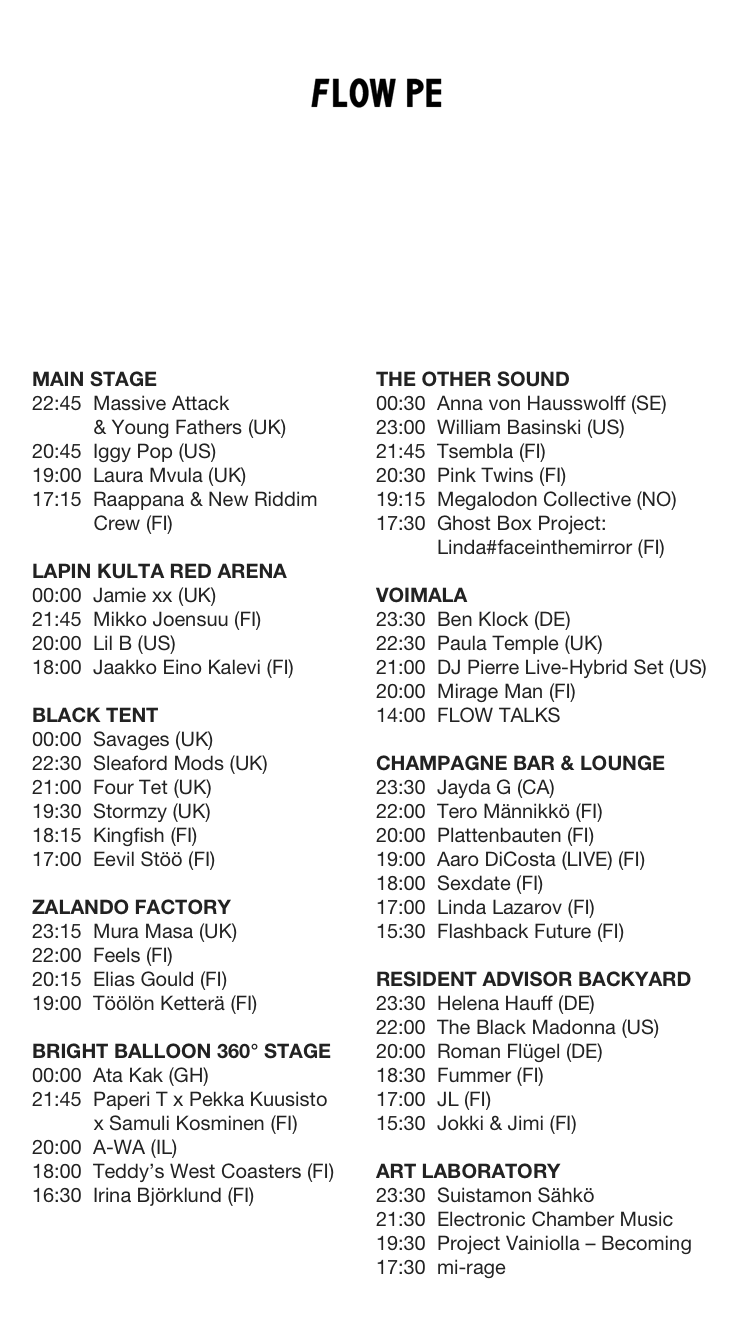 FLOW PE
MAIN STAGE
22:45 Massive Attack
& Young Fathers (UK)
20:45 Iggy Pop (US)
19:00 Laura Mvula (UK)
17:15 Raappana & New Riddim
Crew (FI)
LAPIN KULTA RED ARENA
00:00 Jamie xx (UK)
21:45 Mikko Joensuu (FI)
20:00 Lil B (US)
18:00 Jaakko Eino Kalevi (FI)
BLACK TENT
00:00 Savages (UK)
22:30 Sleaford Mods (UK)
21:00 Four Tet (UK)
19:30 Stormzy (UK)
18:15 Kingfish (FI)
17:00 Eevil Stöö (FI)
ZALANDO FACTORY
23:15 Mura Masa (UK)
22:00 Feels (FI)
20:15 Elias Gould (FI)
19:00 Töölön Ketterä (FI)
BRIGHT BALLOON 360° STAGE
00:00 Ata Kak (GH)
21:45 Paperi T x Pekka Kuusisto
x Samuli Kosminen (FI)
20:00 A-WA (IL)
18:00 Teddy's West Coasters (FI)
16:30 Irina Björklund (FI)
THE OTHER SOUND
00:30 Anna von Hausswolff (SE)
23:00 William Basinski (US)
21:45 Tsembla (FI)
20:30 Pink Twins (FI)
19:15 Megalodon Collective (NO)
17:30 Ghost Box Project:
Linda#faceinthemirror (FI)
VOIMALA
23:30 Ben Klock (DE)
22:30 Paula Temple (UK)
21:00 DJ Pierre Live-Hybrid Set (US)
20:00 Mirage Man (FI)
14:00 FLOW TALKS
CHAMPAGNE BAR & LOUNGE
23:30 Jayda G (CA)
22:00 Tero Männikkö (FI)
20:00 Plattenbauten (FI)
19:00 Aaro DiCosta (LIVE) (FI)
18:00 Sexdate (FI)
17:00 Linda Lazarov (FI)
15:30 Flashback Future (FI)
RESIDENT ADVISOR BACKYARD
23:30 Helena Hauff (DE)
22:00 The Black Madonna (US)
20:00 Roman Flügel (DE)
18:30 Fummer (FI)
17:00 JL (FI)
15:30 Jokki & Jimi (FI)
ART LABORATORY
23:30 Suistamon Sähkö
21:30 Electronic Chamber Music
19:30 Project Vainiolla – Becoming
17:30 mi-rage